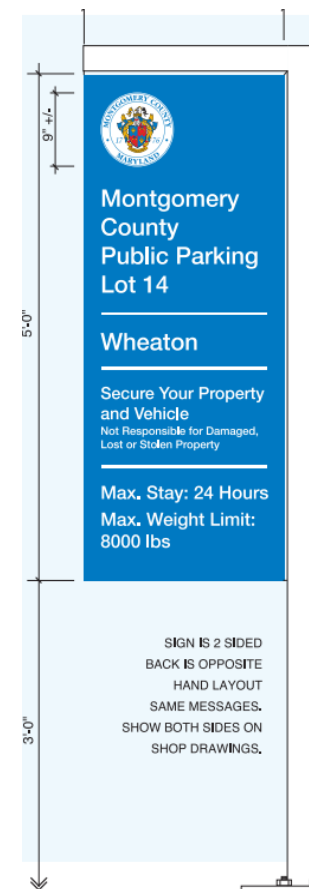 MONTGOMERY COUNTY
17 76
MARYLAND
9" +/-
Montgomery
County
Public Parking
Lot 14
5'-0"
Wheaton
Secure Your Property
and Vehicle
Not Responsible for Damaged,
Lost or Stolen Property
Max. Stay: 24 Hours
Max. Weight Limit:
8000 lbs
SIGN IS 2 SIDED
BACK IS OPPOSITE
HAND LAYOUT
SAME MESSAGES.
SHOW BOTH SIDES ON
SHOP DRAWINGS.
3'-0"